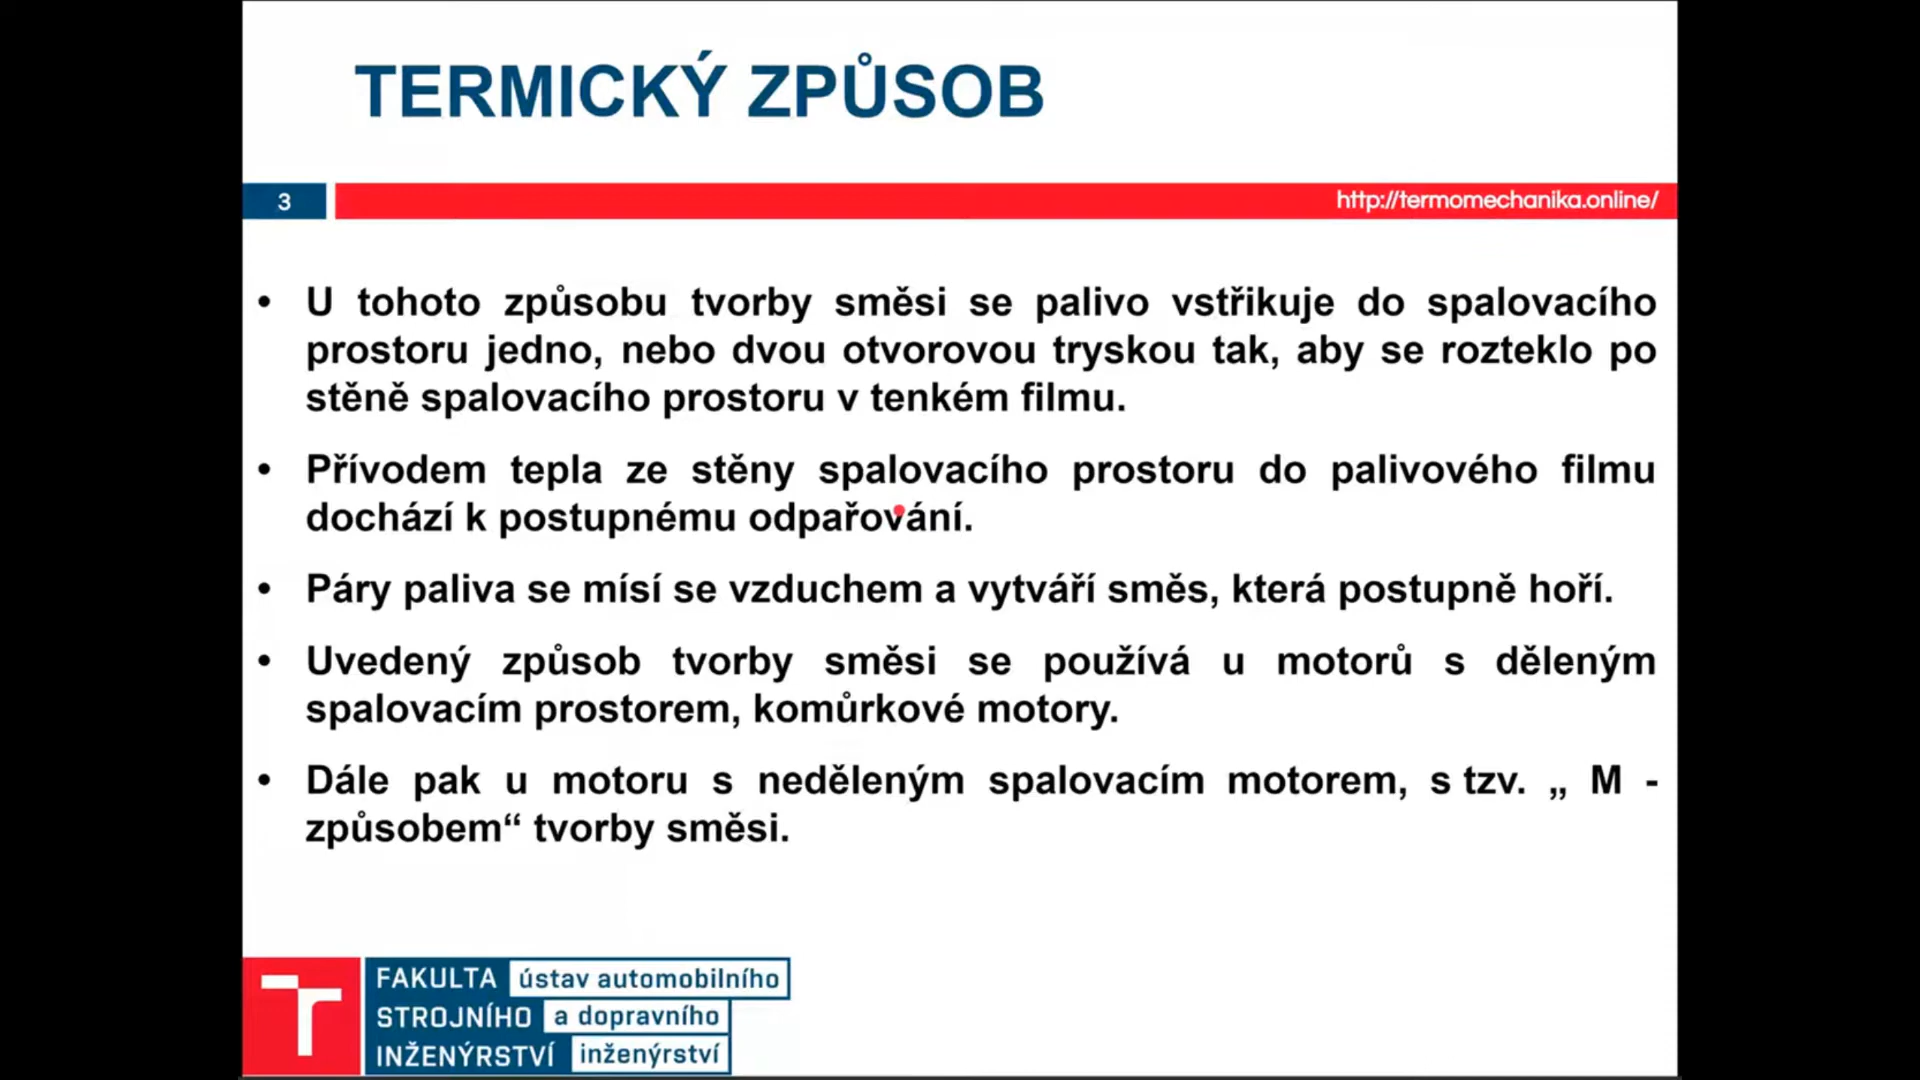 TERMICKÝ ZPŮSOB
3
http://termomechanika.online/
• U tohoto způsobu tvorby směsi se palivo vstřikuje do spalovacího
prostoru jedno, nebo dvou otvorovou tryskou tak, aby se rozteklo po
stěně spalovacího prostoru v tenkém filmu.
• Přívodem tepla ze stěny spalovacího prostoru do palivového filmu
dochází k postupnému odpařování.
• Páry paliva se mísí se vzduchem a vytváří směs, která postupně hoří.
• Uvedený způsob tvorby směsi se používá u motorů s děleným
spalovacím prostorem, komůrkové motory.
• Dále pak u motoru s neděleným spalovacím motorem, s tzv. „ M -
způsobem“ tvorby směsi.
FAKULTA ústav automobilního
STROJNÍHO a dopravního
INŽENÝRSTVÍ inženýrství